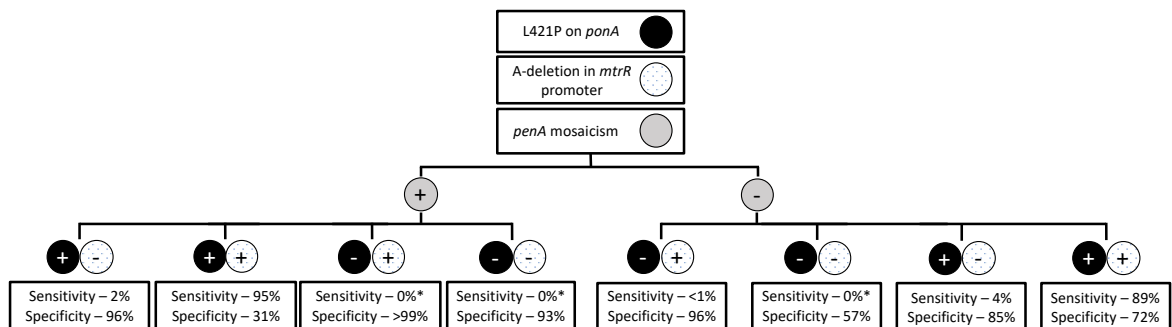 L421P on ponA
A-deletion in mtrR
promoter
penA mosaicism
+
-
+ -
+ +
- +
- -
- +
- -
+ -
+ +
Sensitivity – 2%
Specificity – 96%
Sensitivity – 95%
Specificity – 31%
Sensitivity – 0%*
Specificity – >99%
Sensitivity – 0%*
Specificity – 93%
Sensitivity – <1%
Specificity – 96%
Sensitivity – 0%*
Specificity – 57%
Sensitivity – 4%
Specificity – 85%
Sensitivity – 89%
Specificity – 72%